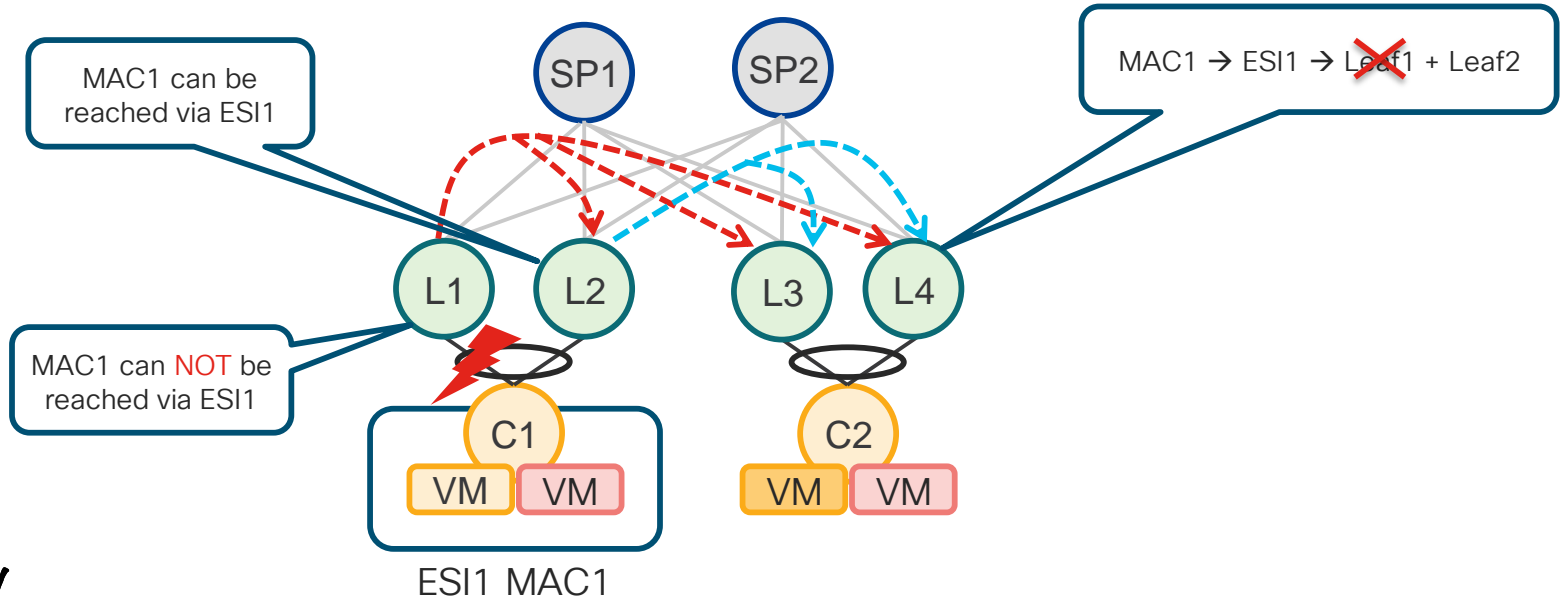 MAC1 can be
reached via ESI1
SP1
SP2
MAC1 → ESI1 → Leaf1 + Leaf2
L1
L2
L3
L4
MAC1 can NOT be
reached via ESI1
C1
C2
VM
VM
VM
VM
ESI1 MAC1